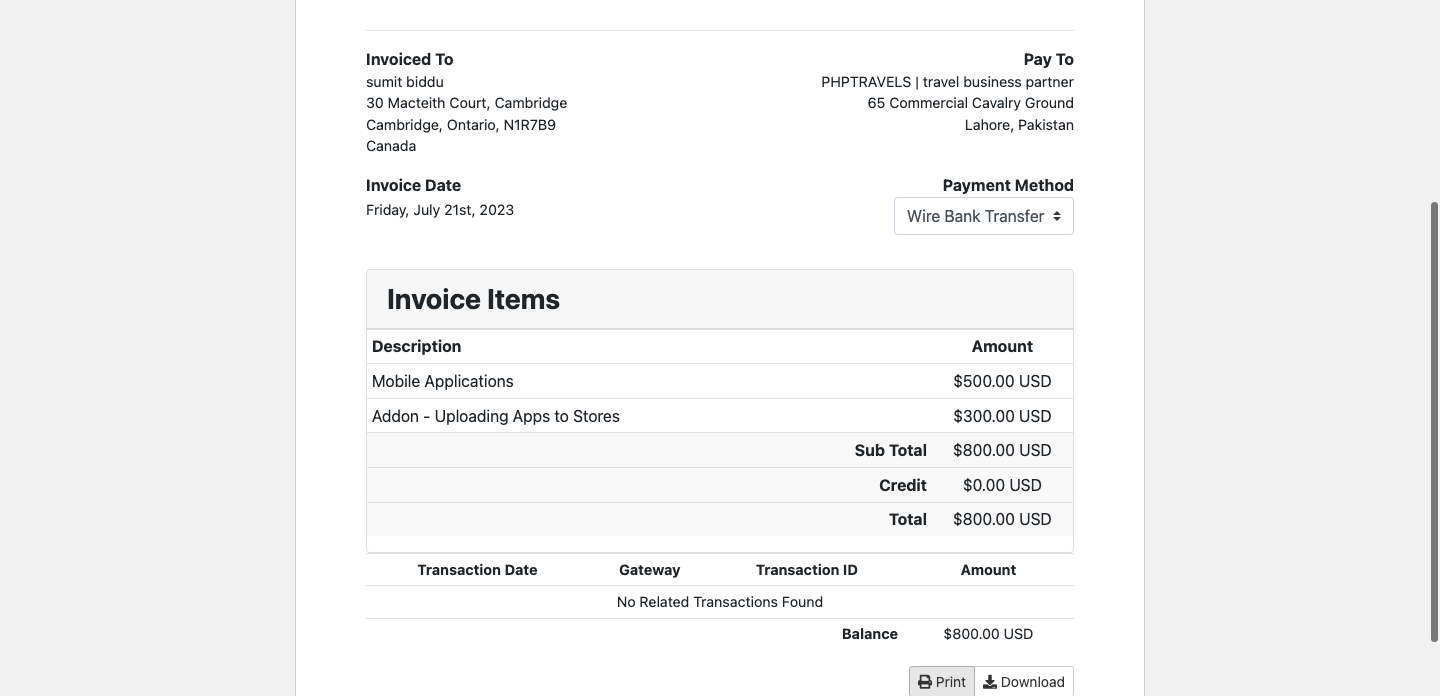 Invoiced To
sumit biddu
30 Macteith Court, Cambridge
Cambridge, Ontario, N1R7B9
Canada
Pay To
PHPTRAVELS | travel business partner
65 Commercial Cavalry Ground
Lahore, Pakistan
Invoice Date
Friday, July 21st, 2023
Payment Method
Wire Bank Transfer
Invoice Items
Description Amount
Mobile Applications $500.00 USD
Addon - Uploading Apps to Stores $300.00 USD
Sub Total $800.00 USD
Credit $0.00 USD
Total $800.00 USD
Transaction Date Gateway Transaction ID Amount
No Related Transactions Found
Balance $800.00 USD
Print Download